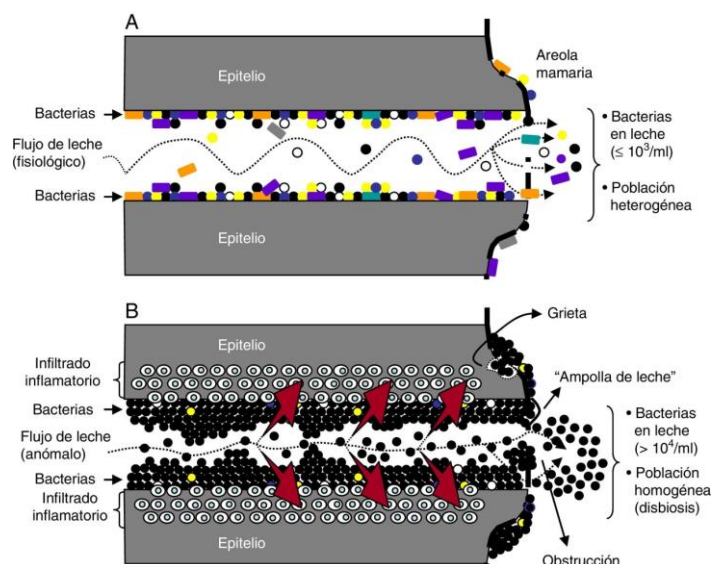 A
Epitelio
Areola
mamaria
Bacterias
Flujo de leche
(fisiológico)
Bacterias
• Bacterias
en leche
(≤ 10³/ml)
• Población
heterogénea
Epitelio
B
Grieta
Epitelio
Infiltrado
inflamatorio
"Ampolla de leche"
Bacterias
Flujo de leche
(anómalo)
Bacterias
Infiltrado
inflamatorio
• Bacterias
en leche
(> 10⁴/ml)
• Población
homogénea
(disbiosis)
Epitelio
Obstrucción